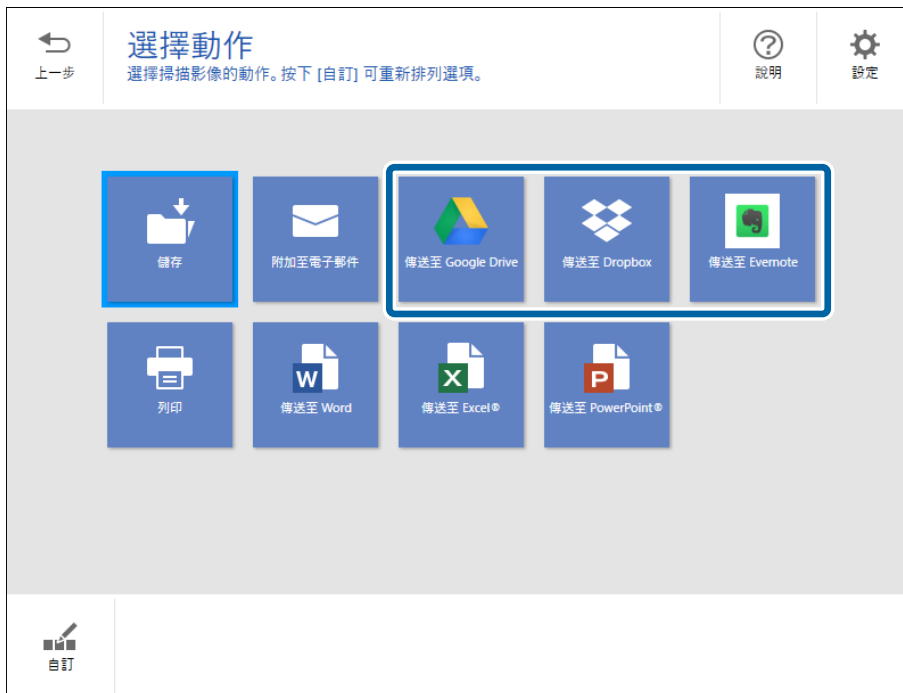 上一步
選擇動作
選擇掃描影像的動作。按下 [自訂] 可重新排列選項。
說明
設定
儲存
附加至電子郵件
傳送至 Google Drive
傳送至 Dropbox
傳送至 Evernote
列印
傳送至 Word
傳送至 Excel®
傳送至 PowerPoint®
自訂